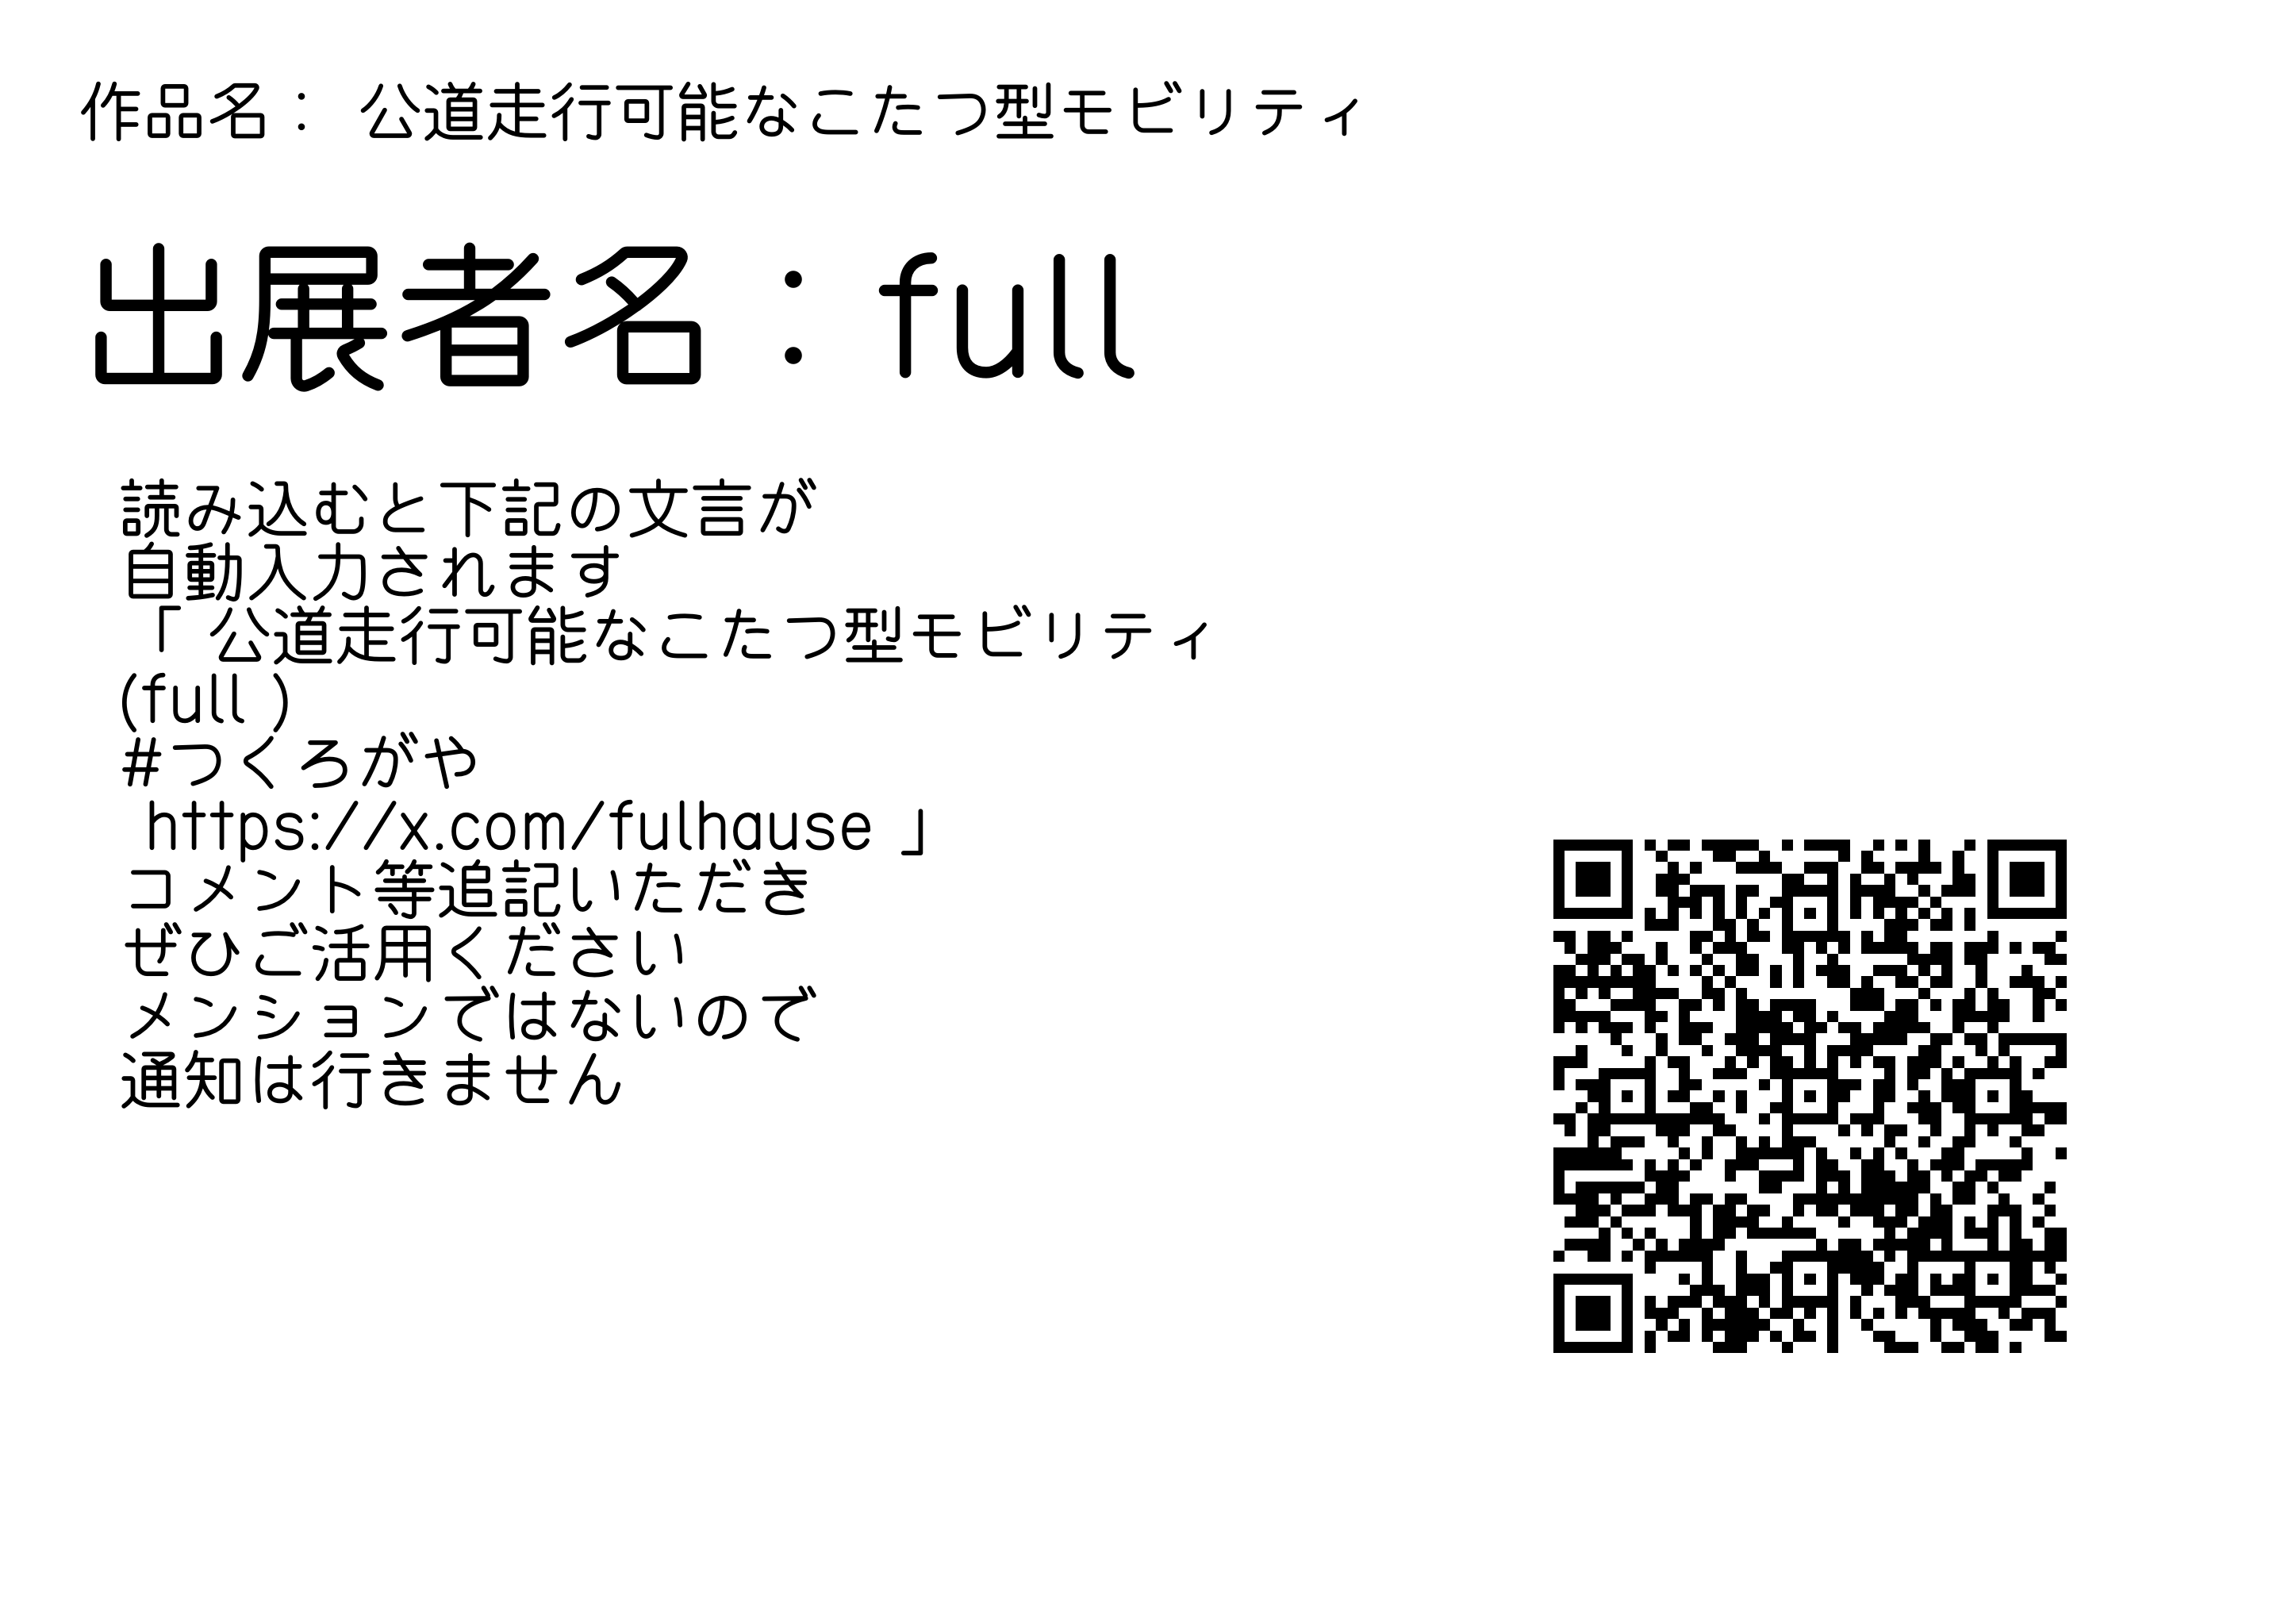 作品名： 公道走行可能なこたつ型モビリティ
出展者名：full
読み込むと下記の文言が
自動入力されます
「公道走行可能なこたつ型モビリティ
(full )
#つくろがや
https://x.com/fulhause 」
コメント等追記いただき
ぜひご活用ください
メンションではないので
通知は行きません